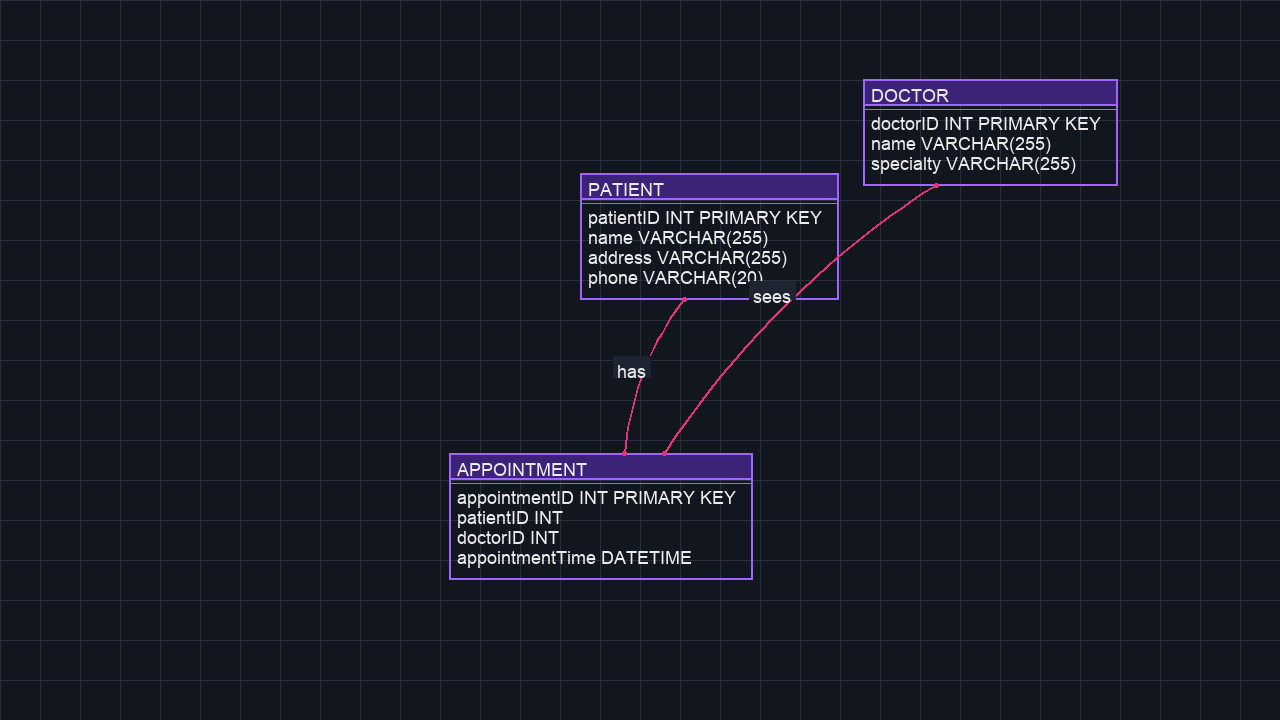 DOCTOR
doctorID INT PRIMARY KEY
name VARCHAR(255)
specialty VARCHAR(255)
PATIENT
patientID INT PRIMARY KEY
name VARCHAR(255)
address VARCHAR(255)
phone VARCHAR(20)
sees
has
APPOINTMENT
appointmentID INT PRIMARY KEY
patientID INT
doctorID INT
appointmentTime DATETIME